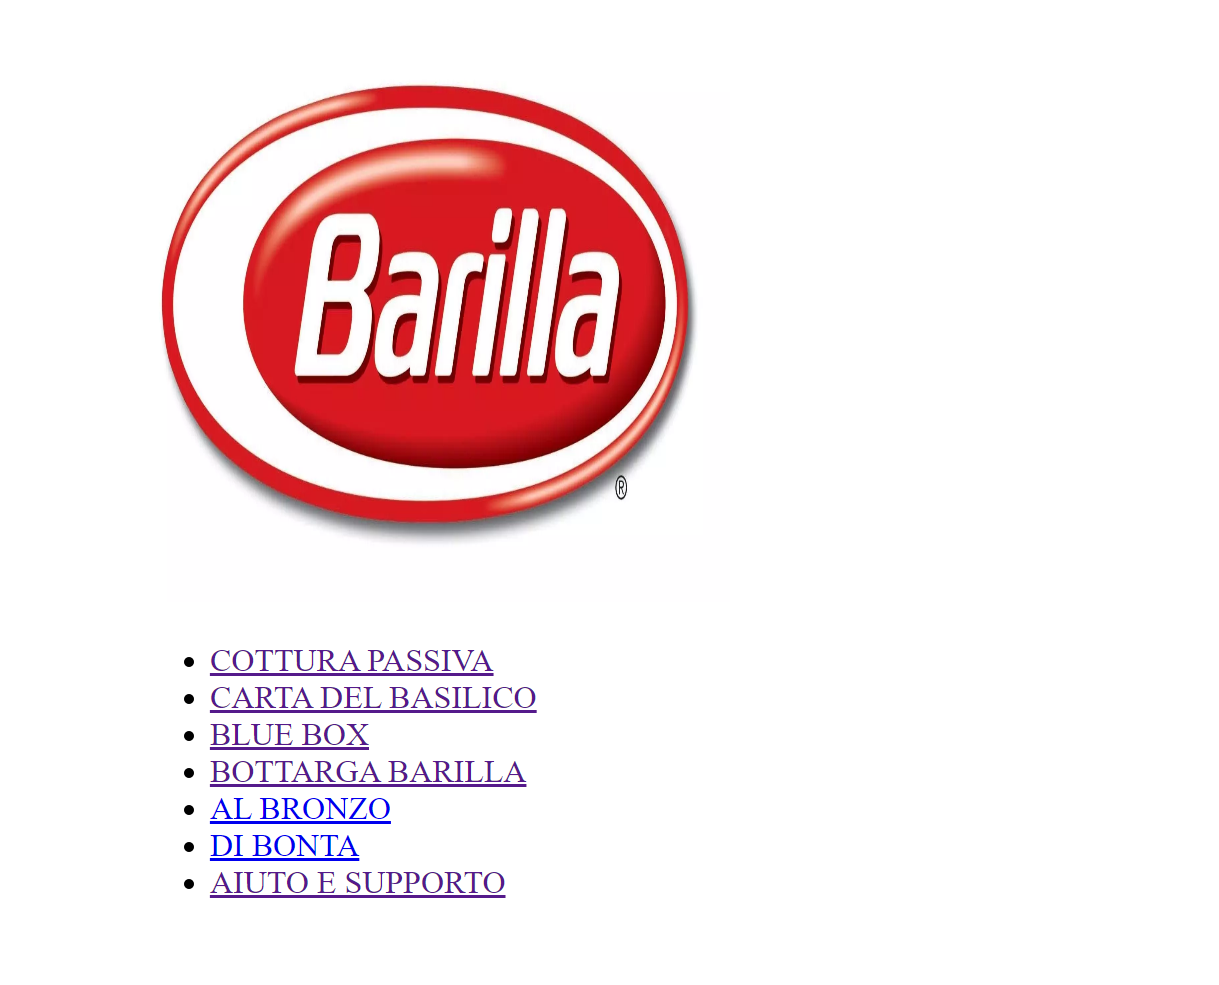 Barilla
®
COTTURA PASSIVA
CARTA DEL BASILICO
BLUE BOX
BOTTARGA BARILLA
AL BRONZO
DI BONTA
AIUTO E SUPPORTO